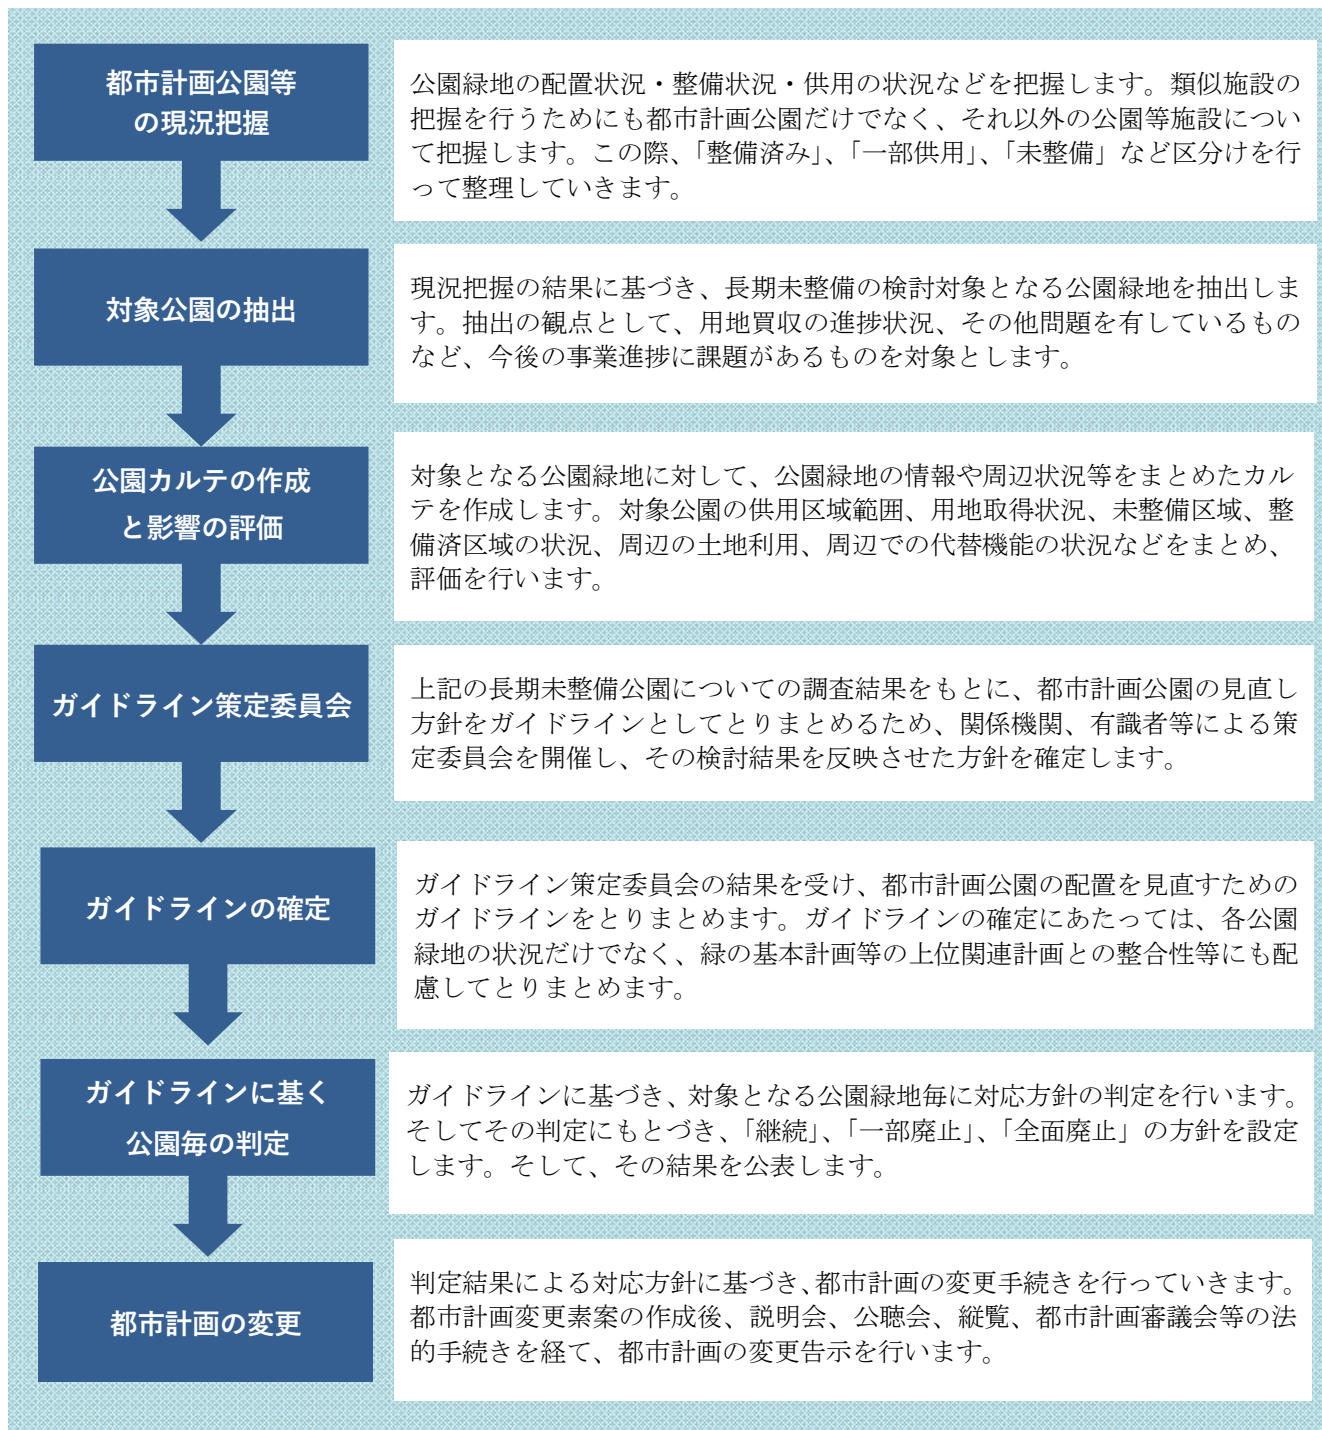 都市計画公園等
の現況把握
公園緑地の配置状況・整備状況・供用の状況などを把握します。類似施設の
把握を行うためにも都市計画公園だけでなく、それ以外の公園等施設につい
て把握します。この際、「整備済み」、「一部供用」、「未整備」など区分けを行
って整理していきます。
対象公園の抽出
現況把握の結果に基づき、長期未整備の検討対象となる公園緑地を抽出しま
す。抽出の観点として、用地買収の進捗状況、その他問題を有しているもの
など、今後の事業進捗に課題があるものを対象とします。
公園カルテの作成
と影響の評価
対象となる公園緑地に対して、公園緑地の情報や周辺状況等をまとめたカル
テを作成します。対象公園の供用区域範囲、用地取得状況、未整備区域、整
備済区域の状況、周辺の土地利用、周辺での代替機能の状況などをまとめ、
評価を行います。
ガイドライン策定委員会
上記の長期未整備公園についての調査結果をもとに、都市計画公園の見直し
方針をガイドラインとしてとりまとめるため、関係機関、有識者等による策
定委員会を開催し、その検討結果を反映させた方針を確定します。
ガイドラインの確定
ガイドライン策定委員会の結果を受け、都市計画公園の配置を見直すための
ガイドラインをとりまとめます。ガイドラインの確定にあたっては、各公園
緑地の状況だけでなく、緑の基本計画等の上位関連計画との整合性等にも配
慮してとりまとめます。
ガイドラインに基く
公園毎の判定
ガイドラインに基づき、対象となる公園緑地毎に対応方針の判定を行います。
そしてその判定にもとづき、「継続」、「一部廃止」、「全面廃止」の方針を設定
します。そして、その結果を公表します。
都市計画の変更
判定結果による対応方針に基づき、都市計画の変更手続きを行っていきます。
都市計画変更素案の作成後、説明会、公聴会、縦覧、都市計画審議会等の法
的手続きを経て、都市計画の変更告示を行います。